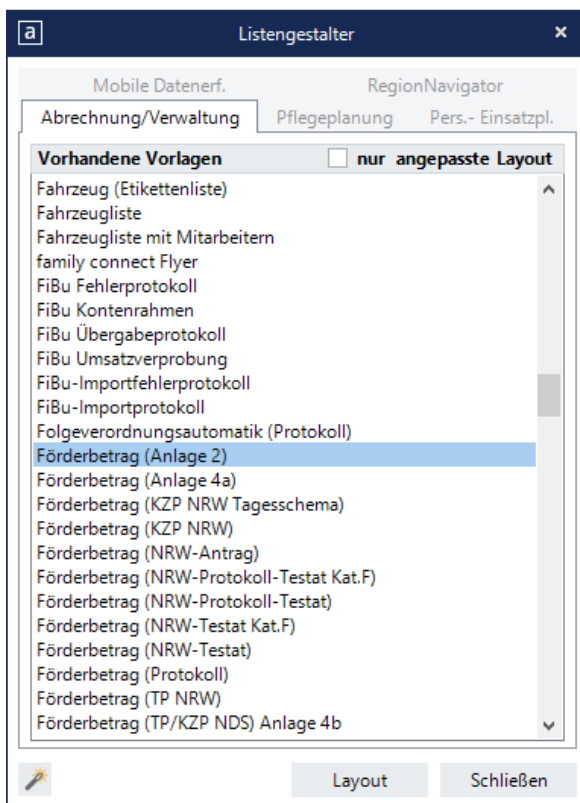 a Listengestalter ×
Mobile Datenerf. RegionNavigator
Abrechnung/Verwaltung Pflegeplanung Pers.- Einsatzpl.
Vorhandene Vorlagen nur angepasste Layout
Fahrzeug (Etikettenliste)
Fahrzeugliste
Fahrzeugliste mit Mitarbeitern
family connect Flyer
FiBu Fehlerprotokoll
FiBu Kontenrahmen
FiBu Übergabeprotokoll
FiBu Umsatzverprobung
FiBu-Importfehlerprotokoll
FiBu-Importprotokoll
Folgeverordnungsautomatik (Protokoll)
Förderbetrag (Anlage 2)
Förderbetrag (Anlage 4a)
Förderbetrag (KZP NRW Tagesschema)
Förderbetrag (KZP NRW)
Förderbetrag (NRW-Antrag)
Förderbetrag (NRW-Protokoll-Testat Kat.F)
Förderbetrag (NRW-Protokoll-Testat)
Förderbetrag (NRW-Testat Kat.F)
Förderbetrag (NRW-Testat)
Förderbetrag (Protokoll)
Förderbetrag (TP NRW)
Förderbetrag (TP/KZP NDS) Anlage 4b
Layout Schließen